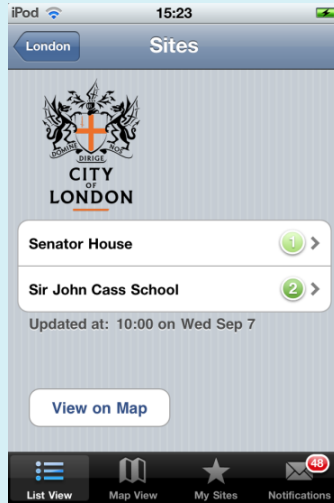 iPod 15:23
London Sites
DOMINE DIRIGE NOS
CITY
OF
LONDON
Senator House 1
Sir John Cass School 2
Updated at: 10:00 on Wed Sep 7
View on Map
48
List View Map View My Sites Notifications